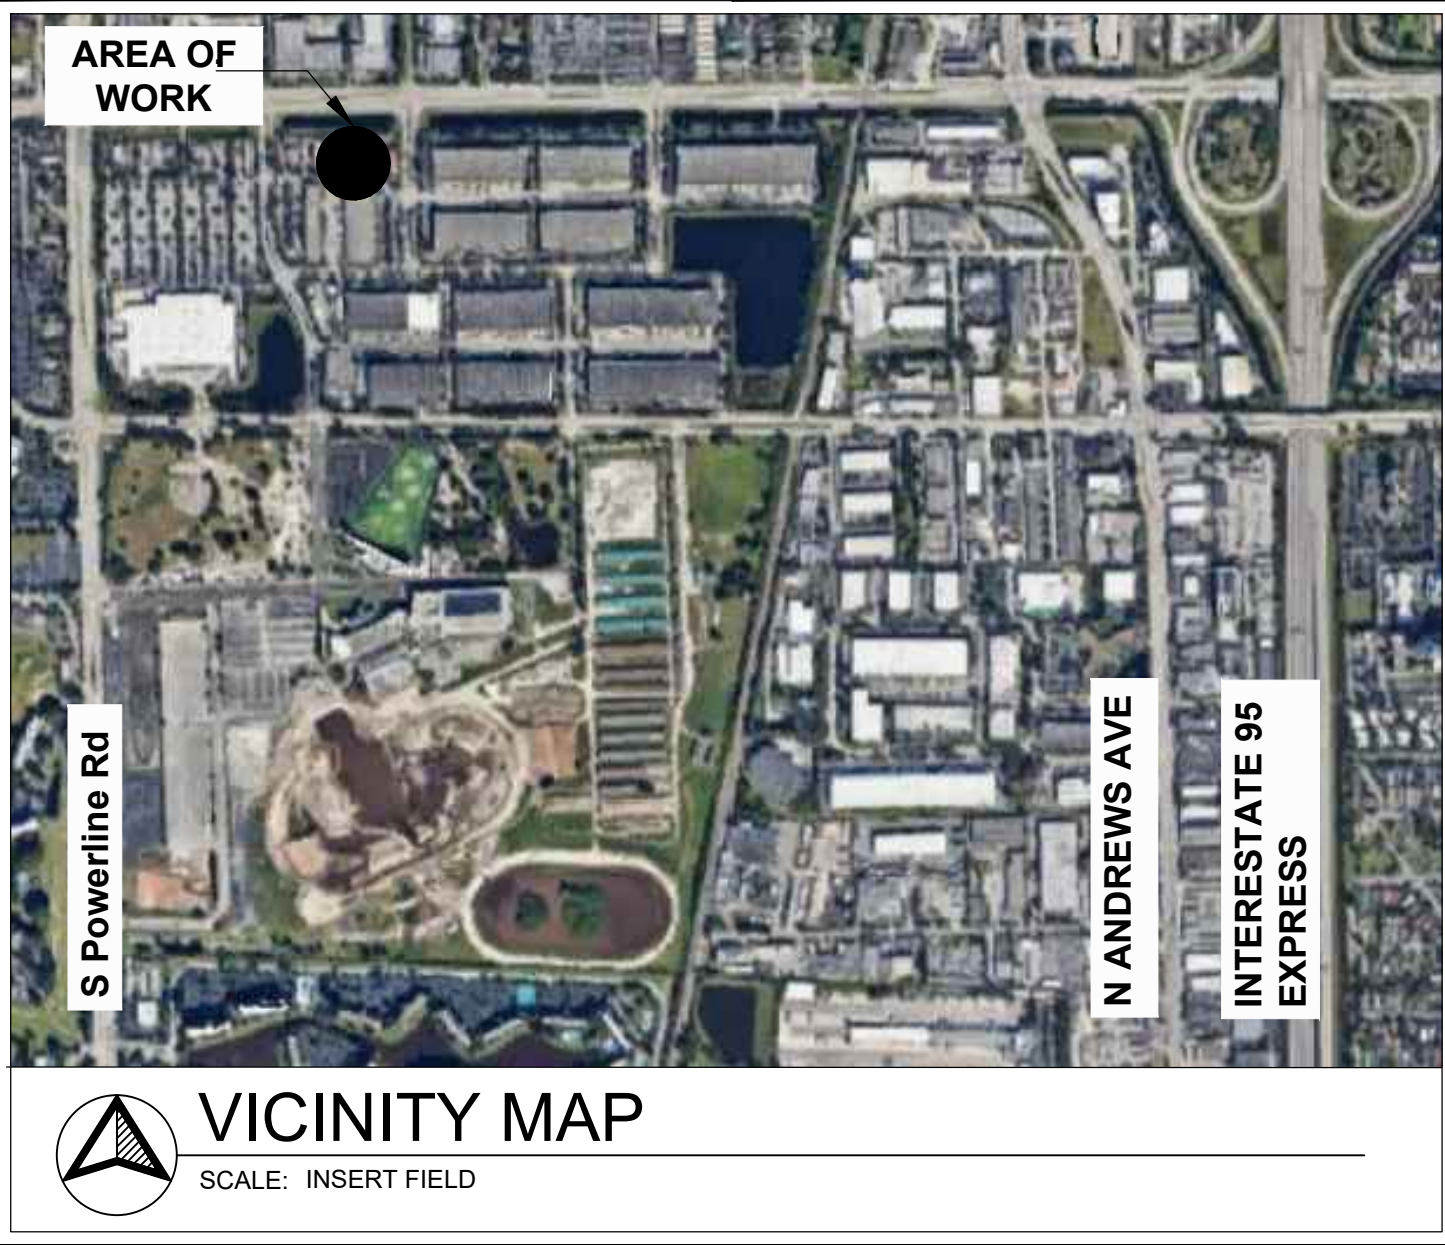 AREA OF
WORK
S Powerline Rd
N ANDREWS AVE
INTERESTATE 95
EXPRESS
VICINITY MAP
SCALE: INSERT FIELD